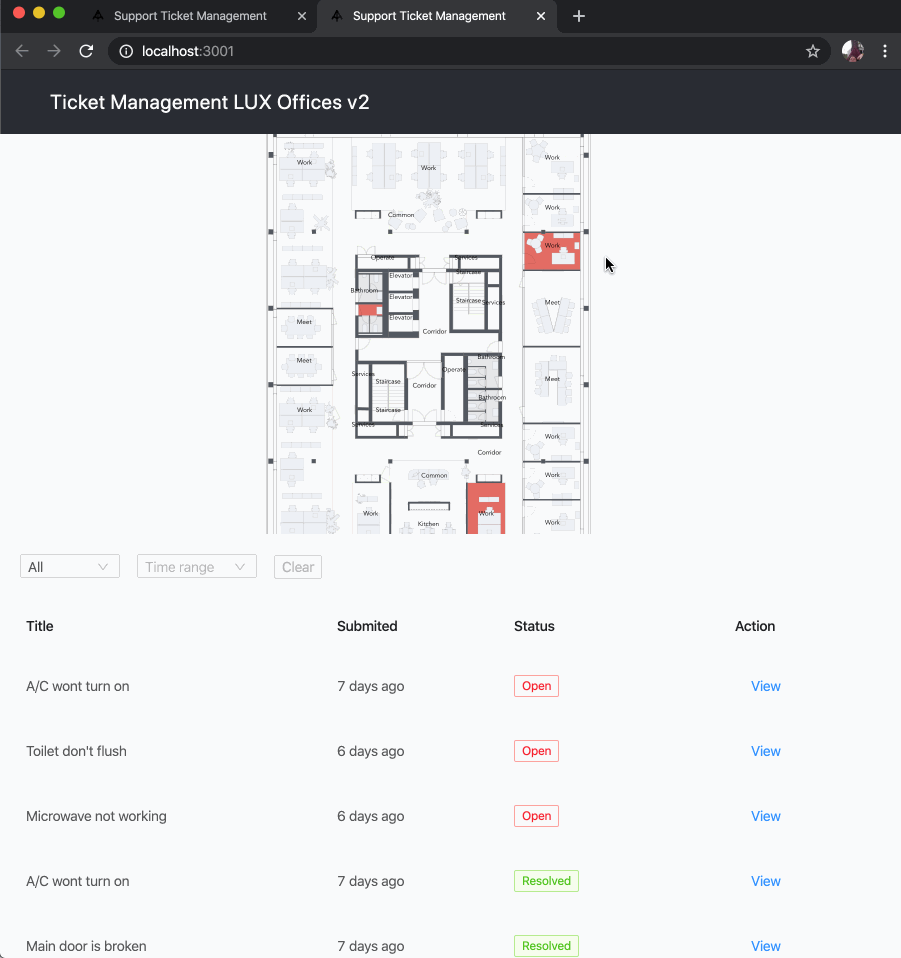 Support Ticket Management
Support Ticket Management
localhost:3001
Ticket Management LUX Offices v2
Work
Work
Work
Common
Work
Work
Operate
Services
Staircase
Elevator
Bathroom
Elevator
Staircase
Services
Elevator
Corridor
Meet
Meet
Meet
Meet
Bathroom
Operate
Services
Staircase
Corridor
Bathroom
Work
Staircase
Services
Services
Work
Corridor
Common
Work
Work
Work
Kitchen
Work
All
Time range
Clear
Title Submited Status Action
A/C wont turn on 7 days ago Open View
Toilet don't flush 6 days ago Open View
Microwave not working 6 days ago Open View
A/C wont turn on 7 days ago Resolved View
Main door is broken 7 days ago Resolved View